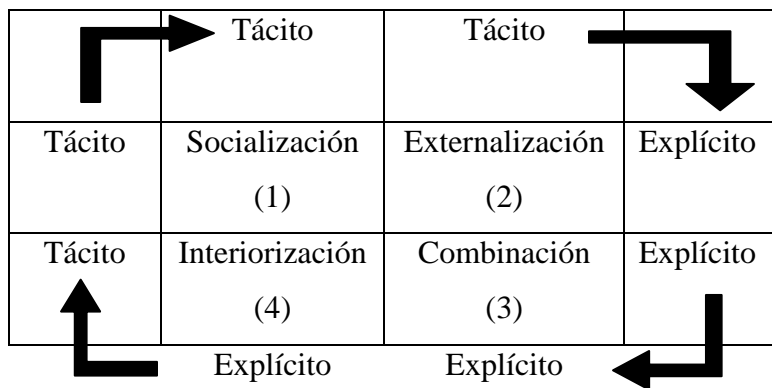 Tácito Tácito
Tácito Socialización Externalización Explícito
(1) (2)
Tácito Interiorización Combinación Explícito
(4) (3)
Explícito Explícito